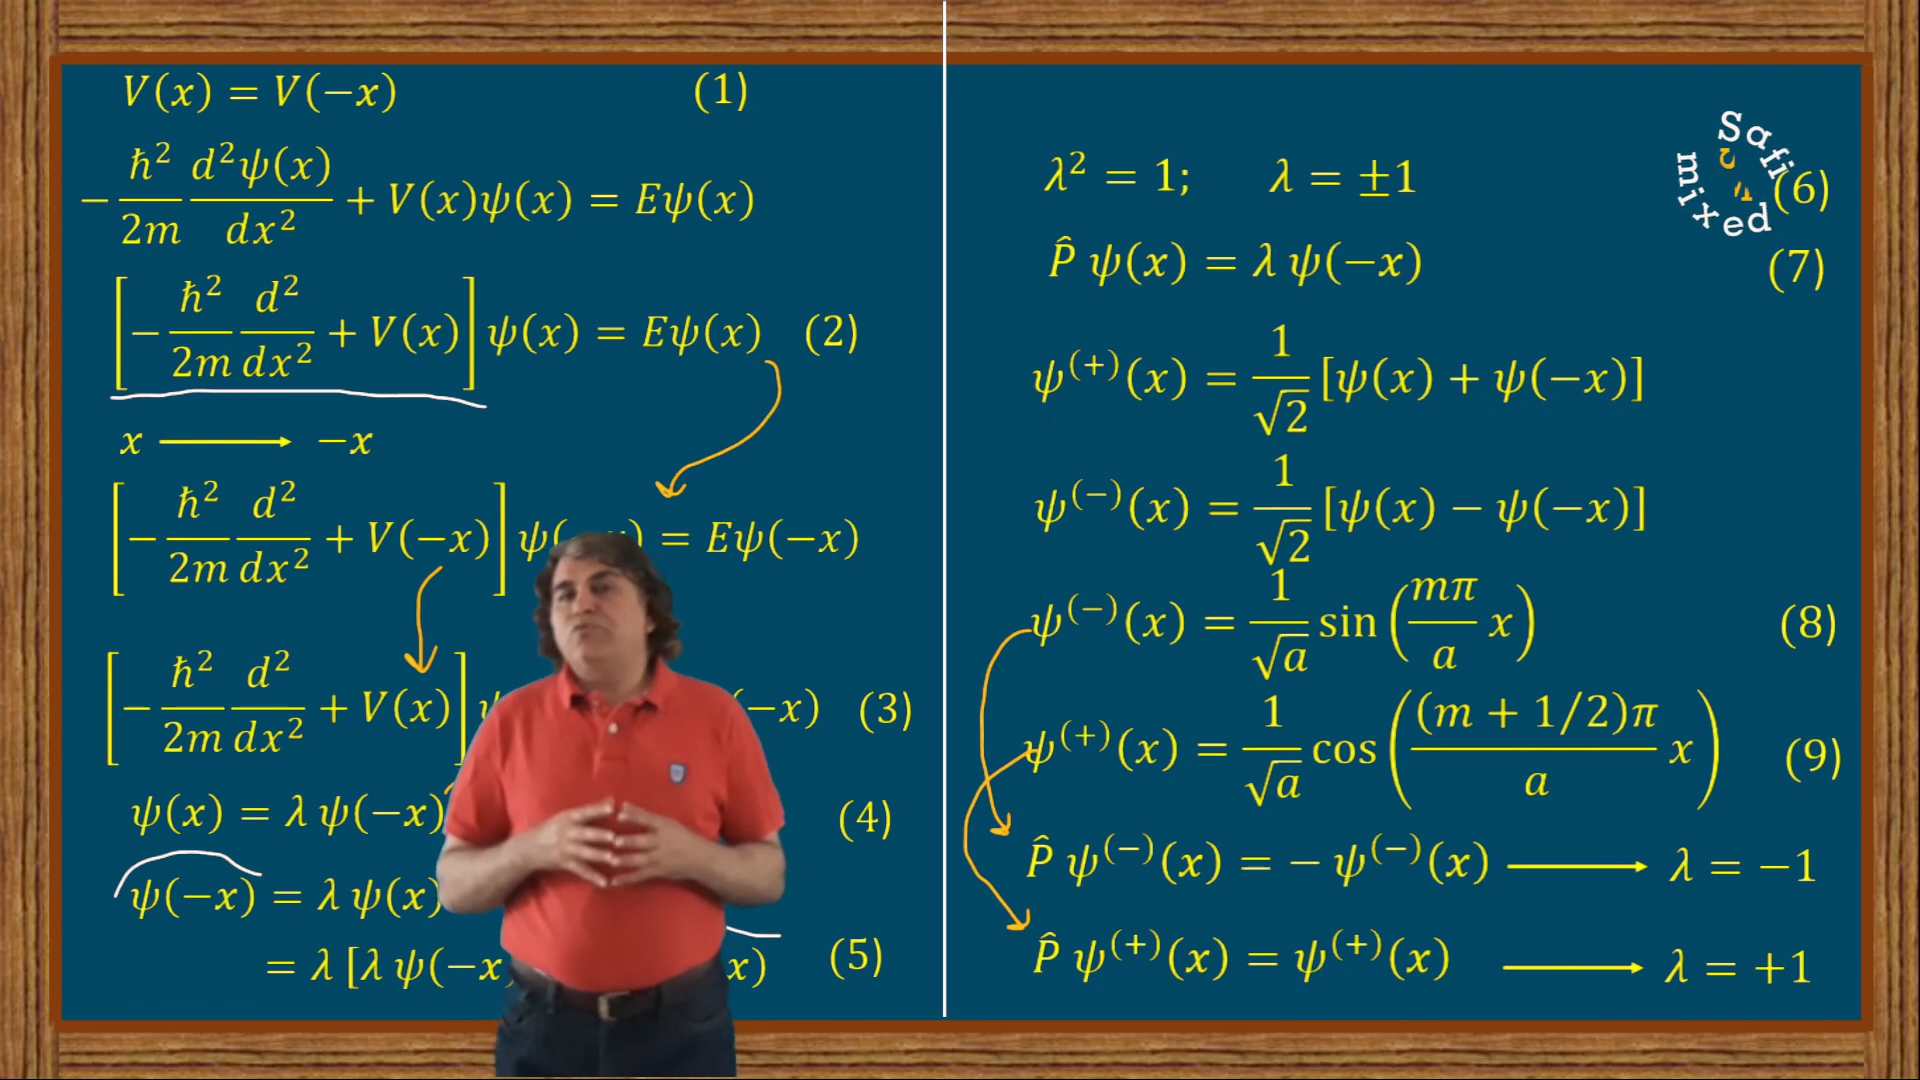 V(x) = V(−x) (1)
−ℏ²/2m d²ψ(x)/dx² + V(x)ψ(x) = Eψ(x)
[−ℏ²/2m d²/dx² + V(x)] ψ(x) = Eψ(x) (2)
x ⟶ −x
[−ℏ²/2m d²/dx² + V(−x)] ψ( ) = Eψ(−x)
[−ℏ²/2m d²/dx² + V(x)] −x) (3)
ψ(x) = λ ψ(−x) (4)
ψ(−x) = λ ψ(x)
= λ [λ ψ(−x x) (5)
Safi mixed
λ² = 1; λ = ±1 (6)
P̂ ψ(x) = λ ψ(−x) (7)
ψ⁽⁺⁾(x) = 1/√2 [ψ(x) + ψ(−x)]
ψ⁽⁻⁾(x) = 1/√2 [ψ(x) − ψ(−x)]
ψ⁽⁻⁾(x) = 1/√a sin (mπ/a x) (8)
ψ⁽⁺⁾(x) = 1/√a cos ((m + 1/2)π/a x) (9)
P̂ ψ⁽⁻⁾(x) = − ψ⁽⁻⁾(x) ⟶ λ = −1
P̂ ψ⁽⁺⁾(x) = ψ⁽⁺⁾(x) ⟶ λ = +1